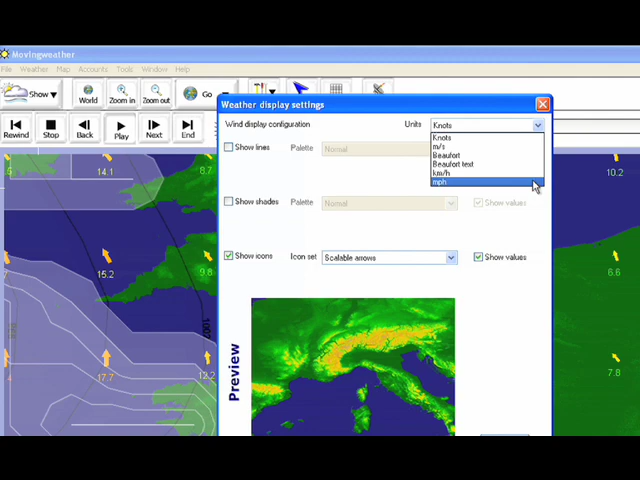 Movingweather
File Weather Map Accounts Tools Window Help
Show World Zoom in Zoom out Go
Rewind Stop Back Play Next End
Weather display settings
Wind display configuration Units Knots
Knots
m/s
Beaufort
Beaufort text
km/h
mph
Show lines Palette Normal
Show shades Palette Normal Show values
Show icons Icon set Scalable arrows Show values
Preview
14.1 8.7 10.2
15.2 9.8 6.6
17.7 12.2 7.8